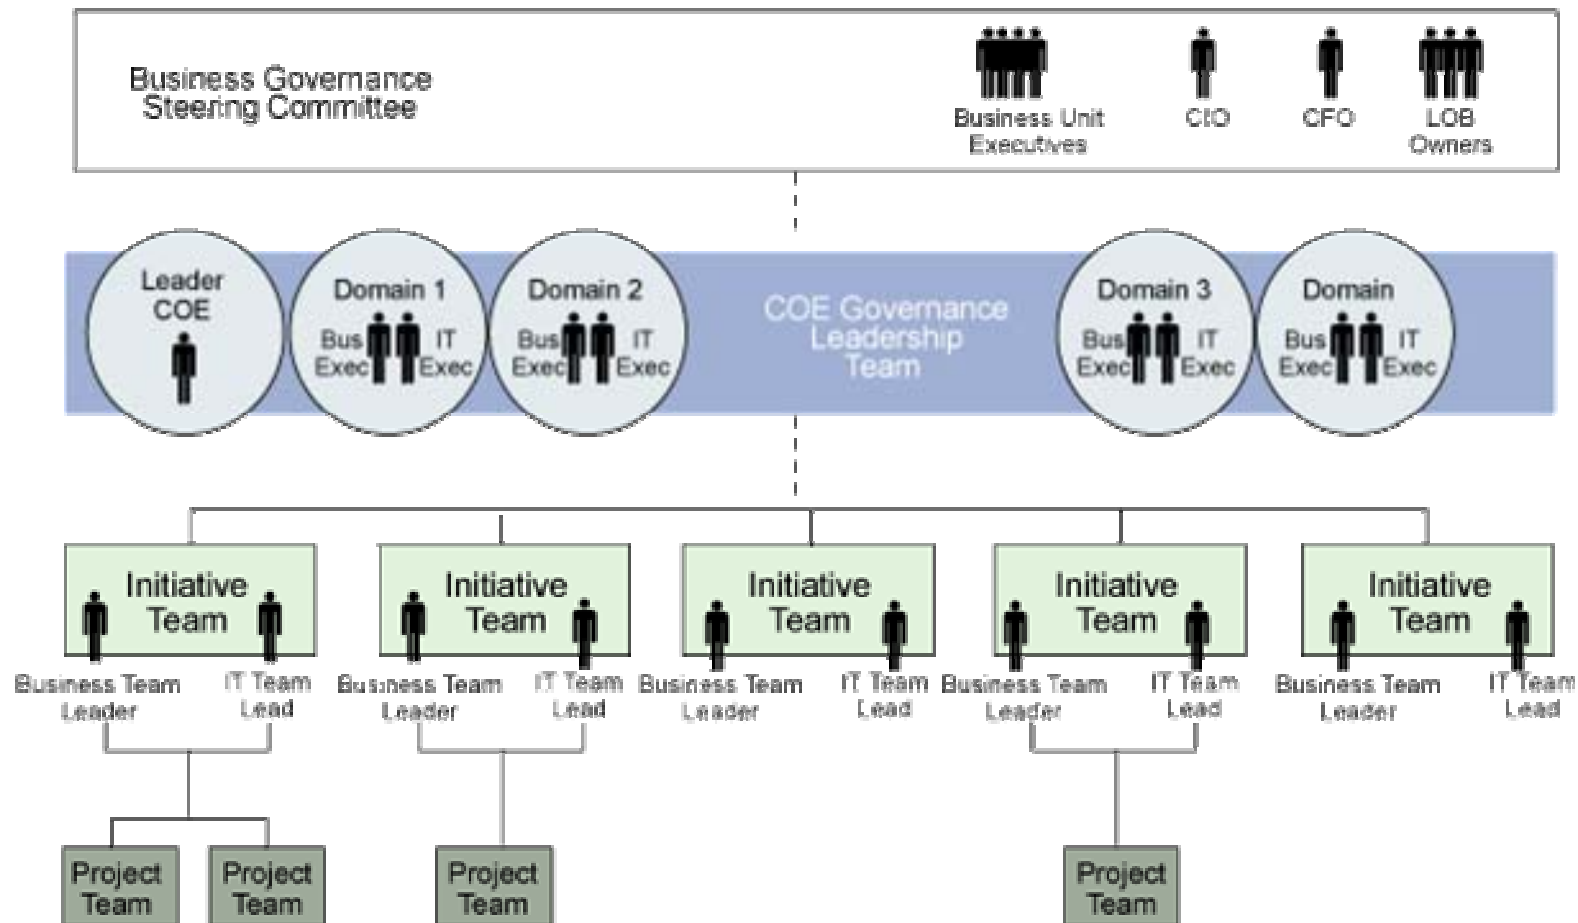 Business Governance
Steering Committee
Business Unit
Executives
CIO
CFO
LOB
Owners
Leader
COE
Domain 1
Bus
Exec
IT
Exec
Domain 2
Bus
Exec
IT
Exec
COE Governance
Leadership
Team
Domain 3
Bus
Exec
IT
Exec
Domain
Bus
Exec
IT
Exec
Initiative
Team
Business Team
Leader
IT Team
Lead
Initiative
Team
Business Team
Leader
IT Team
Lead
Initiative
Team
Business Team
Leader
IT Team
Lead
Initiative
Team
Business Team
Leader
IT Team
Lead
Initiative
Team
Business Team
Leader
IT Team
Lead
Project
Team
Project
Team
Project
Team
Project
Team